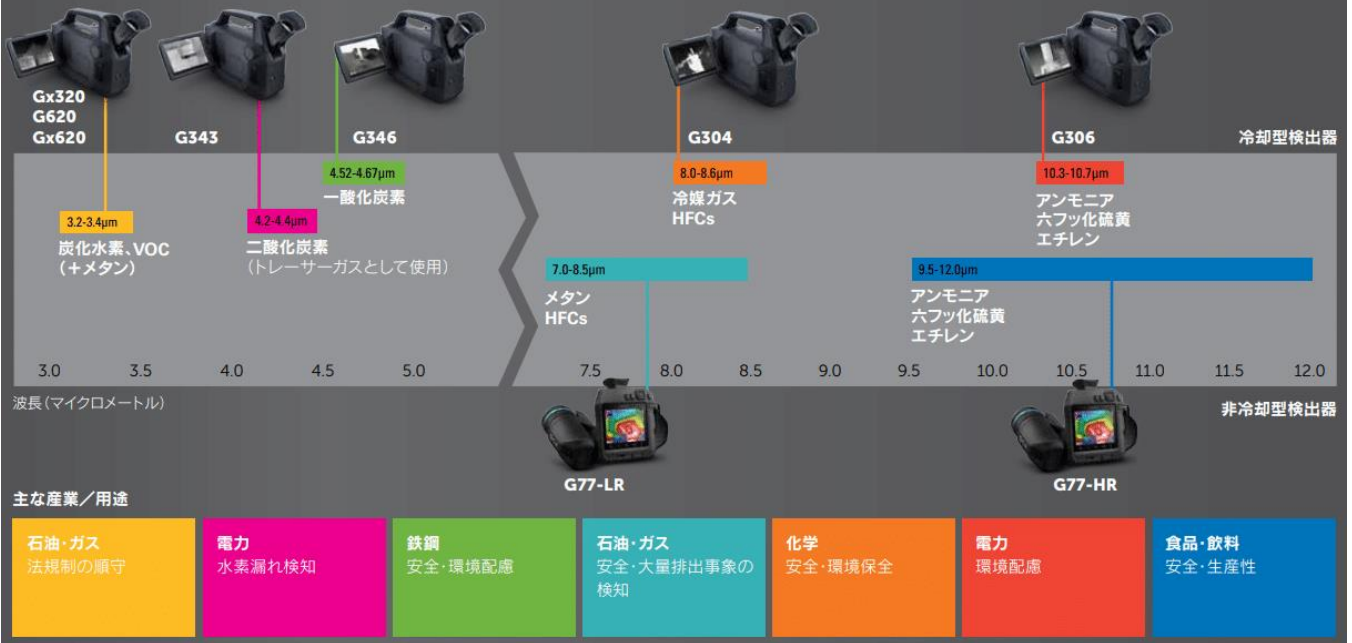 Gx320
G620
Gx620
G343
G346
G304
G306
冷却型検出器
4.52-4.67μm
一酸化炭素
8.0-8.6μm
冷媒ガス
HFCs
10.3-10.7μm
アンモニア
六フッ化硫黄
エチレン
3.2-3.4μm
炭化水素、VOC
(+メタン)
4.2-4.4μm
二酸化炭素
(トレーサーガスとして使用)
7.0-8.5μm
メタン
HFCs
9.5-12.0μm
アンモニア
六フッ化硫黄
エチレン
3.0 3.5 4.0 4.5 5.0 7.5 8.0 8.5 9.0 9.5 10.0 10.5 11.0 11.5 12.0
波長(マイクロメートル)
非冷却型検出器
G77-LR
G77-HR
主な産業/用途
石油・ガス
法規制の順守
電力
水素漏れ検知
鉄鋼
安全・環境配慮
石油・ガス
安全・大量排出事象の
検知
化学
安全・環境保全
電力
環境配慮
食品・飲料
安全・生産性